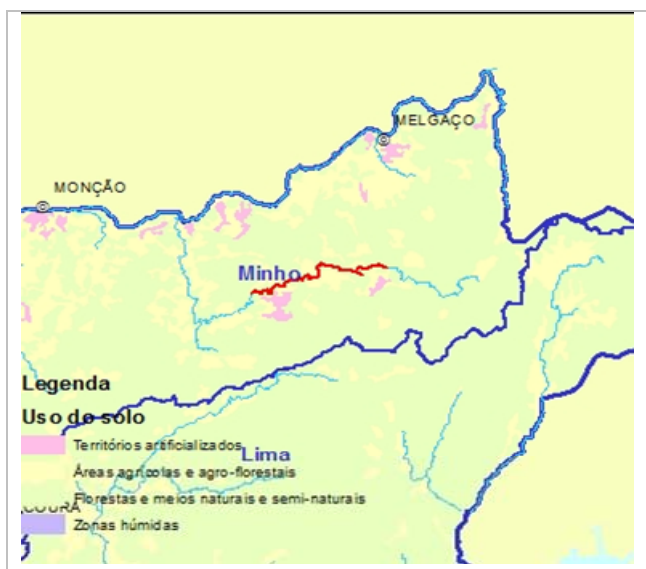 MELGAÇO
MONÇÃO
Minho
Legenda
Uso do solo
Territórios artificializados
Lima
Áreas agrícolas e agro-florestais
Florestas e meios naturais e semi-naturais
COURA
Zonas húmidas